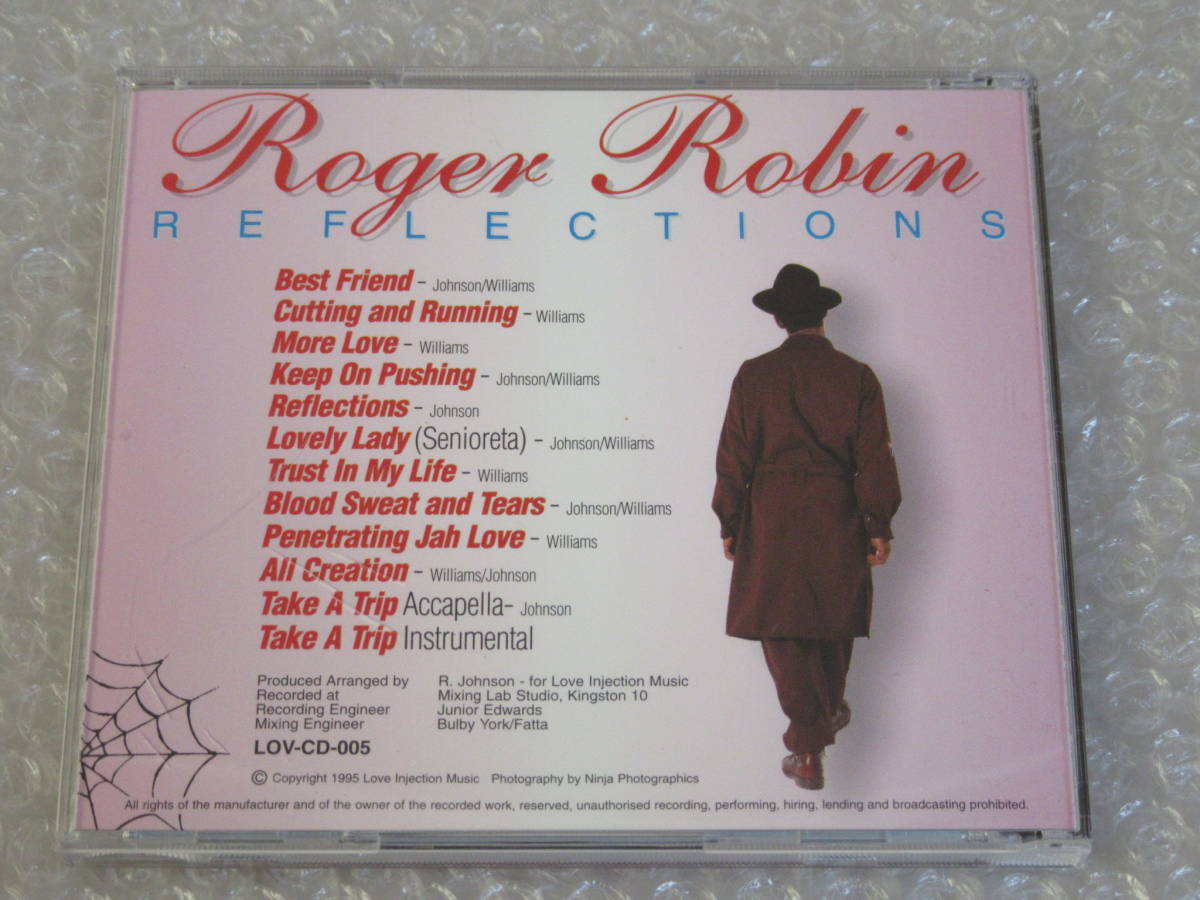 Roger Robin
REFLECTIONS
Best Friend - Johnson/Williams
Cutting and Running - Williams
More Love - Williams
Keep On Pushing - Johnson/Williams
Reflections - Johnson
Lovely Lady (Senioreta) - Johnson/Williams
Trust In My Life - Williams
Blood Sweat and Tears - Johnson/Williams
Penetrating Jah Love - Williams
All Creation - Williams/Johnson
Take A Trip Accapella- Johnson
Take A Trip Instrumental
Produced Arranged by R. Johnson - for Love Injection Music
Recorded at Mixing Lab Studio, Kingston 10
Recording Engineer Junior Edwards
Mixing Engineer Bulby York/Fatta
LOV-CD-005
© Copyright 1995 Love Injection Music Photography by Ninja Photographics
All rights of the manufacturer and of the owner of the recorded work, reserved, unauthorised recording, performing, hiring, lending and broadcasting prohibited.